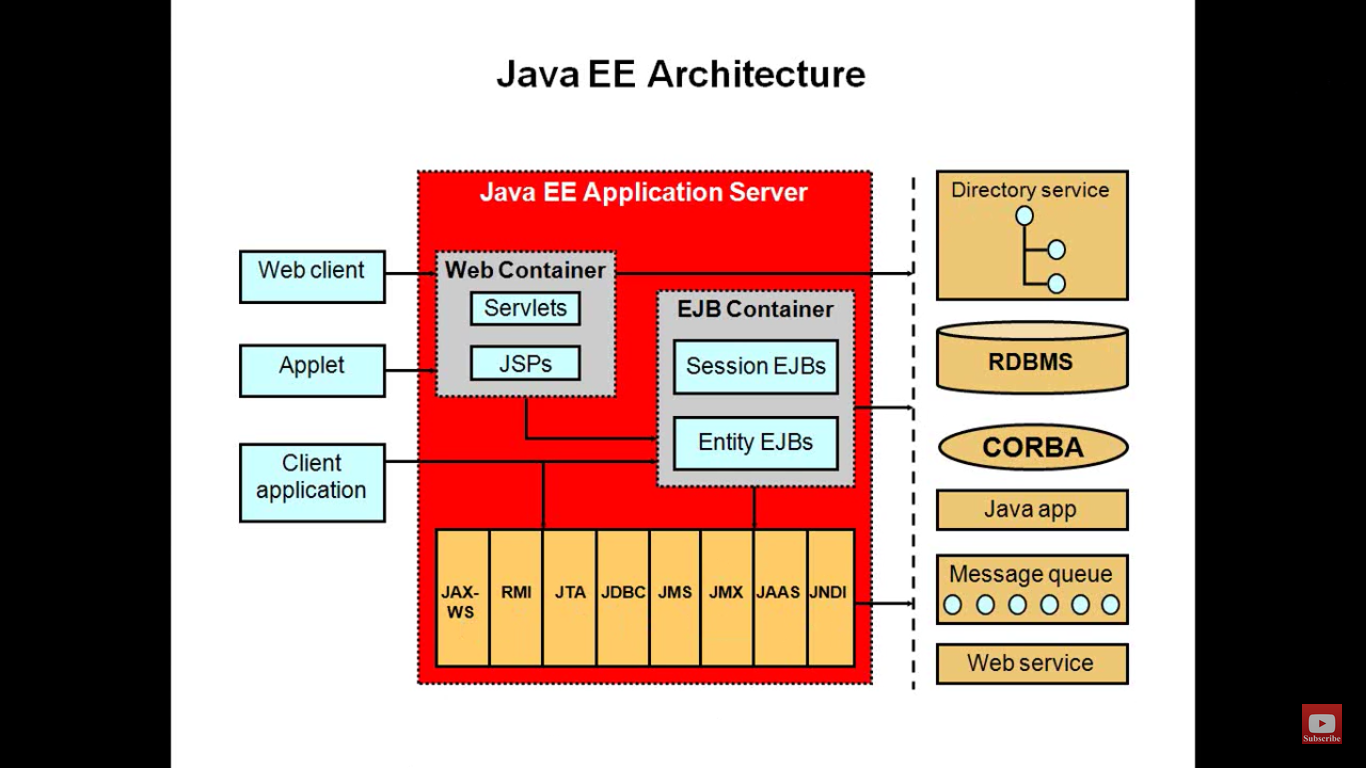 Java EE Architecture
Java EE Application Server
Web client
Applet
Client
application
Web Container
Servlets
JSPs
EJB Container
Session EJBs
Entity EJBs
JAX-
WS
RMI
JTA
JDBC
JMS
JMX
JAAS
JNDI
Directory service
RDBMS
CORBA
Java app
Message queue
Web service
Subscribe